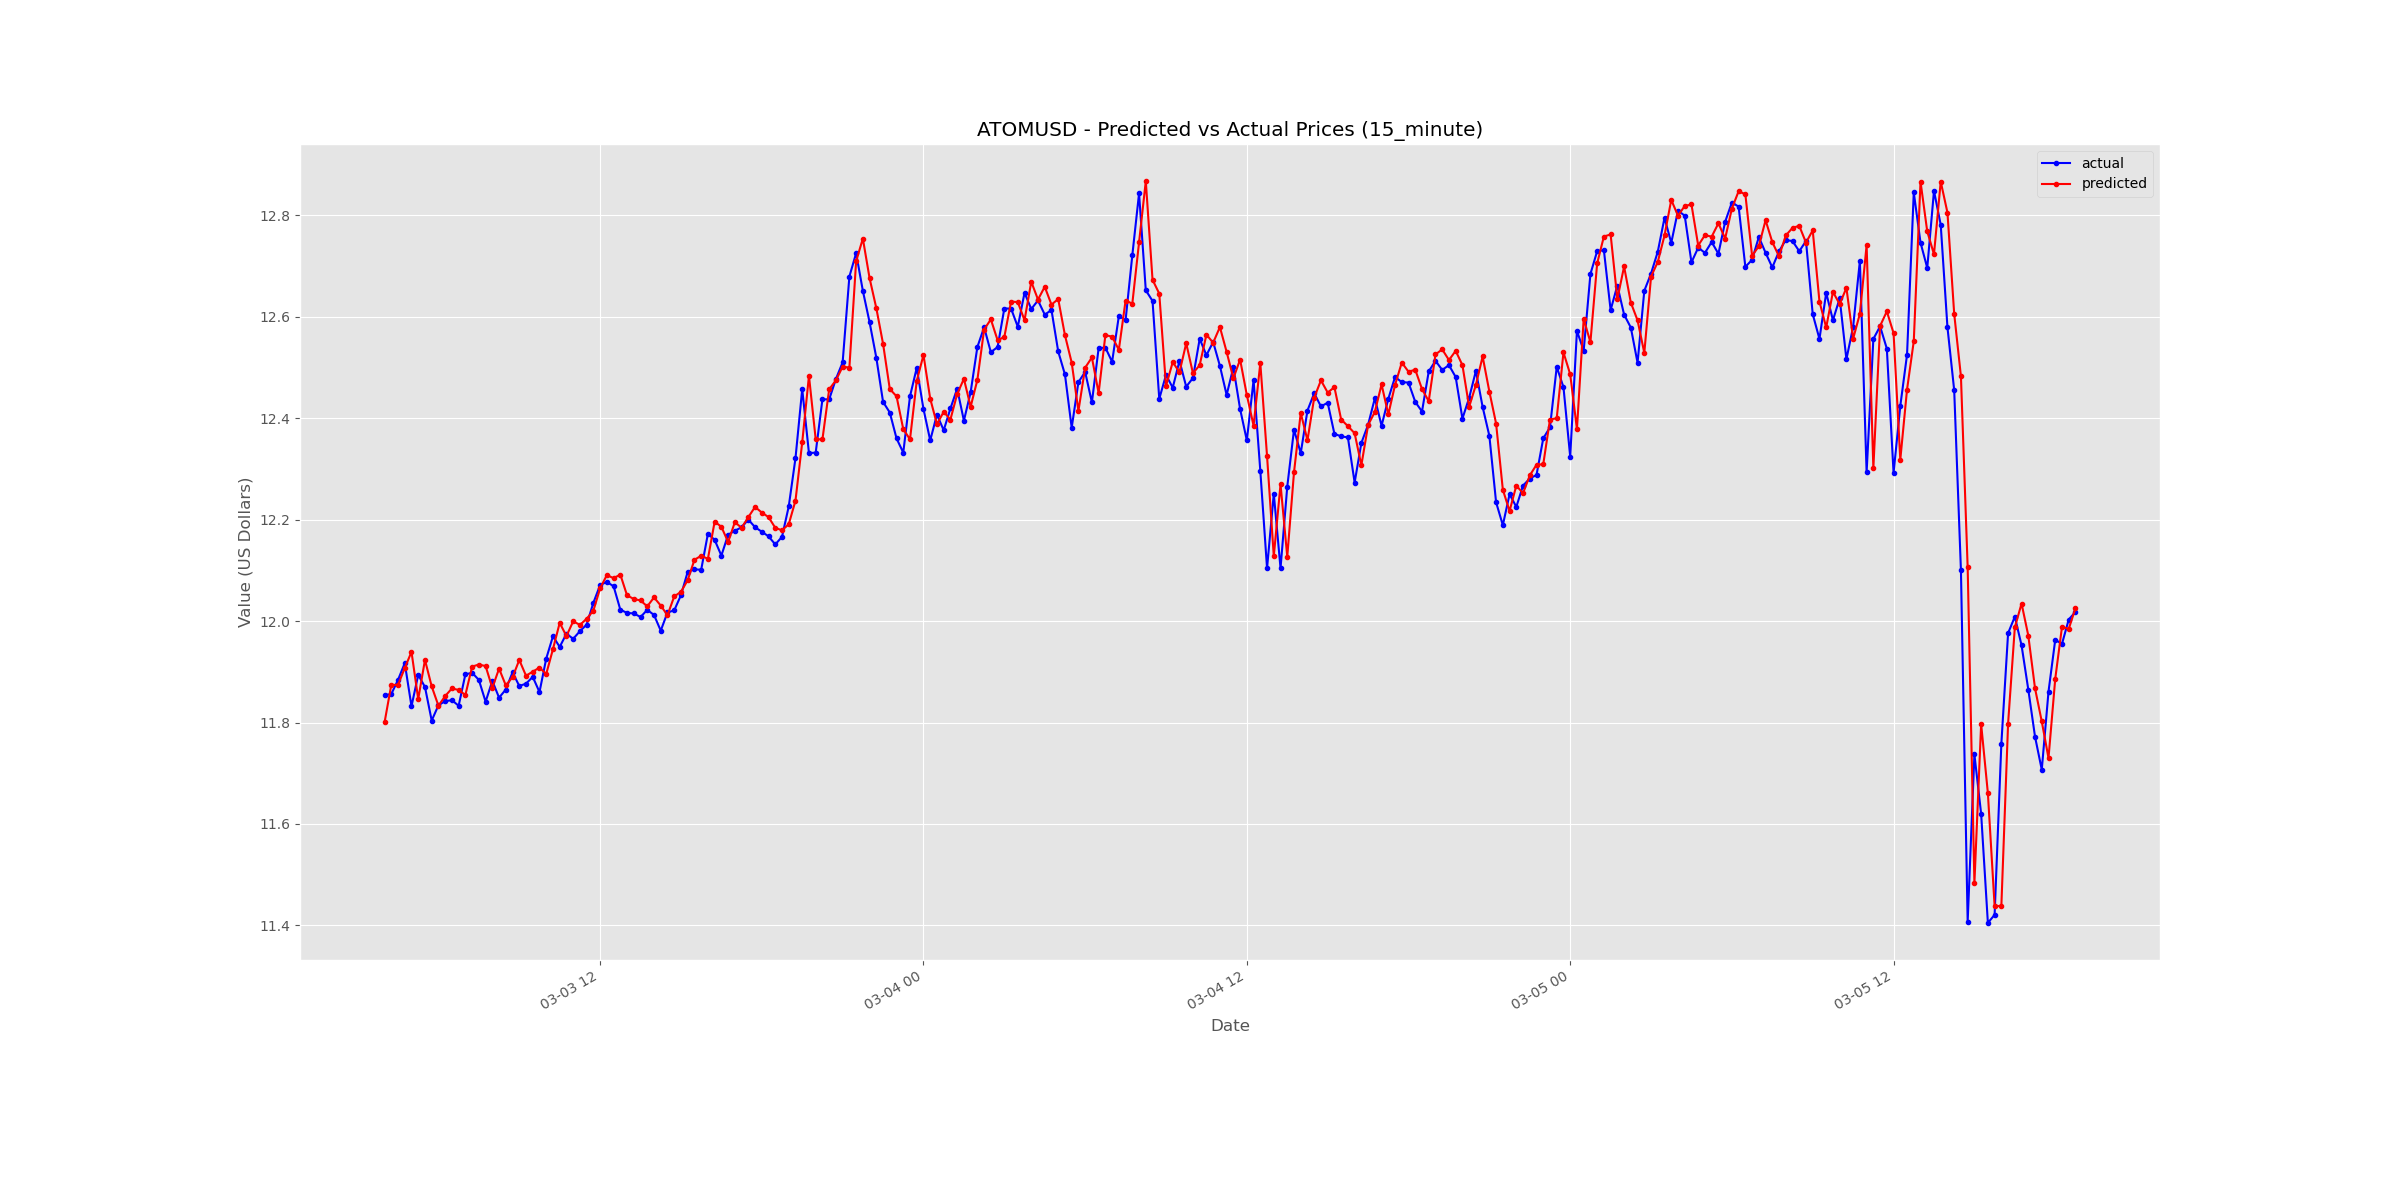 ATOMUSD - Predicted vs Actual Prices (15_minute)
actual
predicted
12.8
12.6
12.4
12.2
12.0
11.8
11.6
11.4
Value (US Dollars)
03-03 12
03-04 00
03-04 12
03-05 00
03-05 12
Date